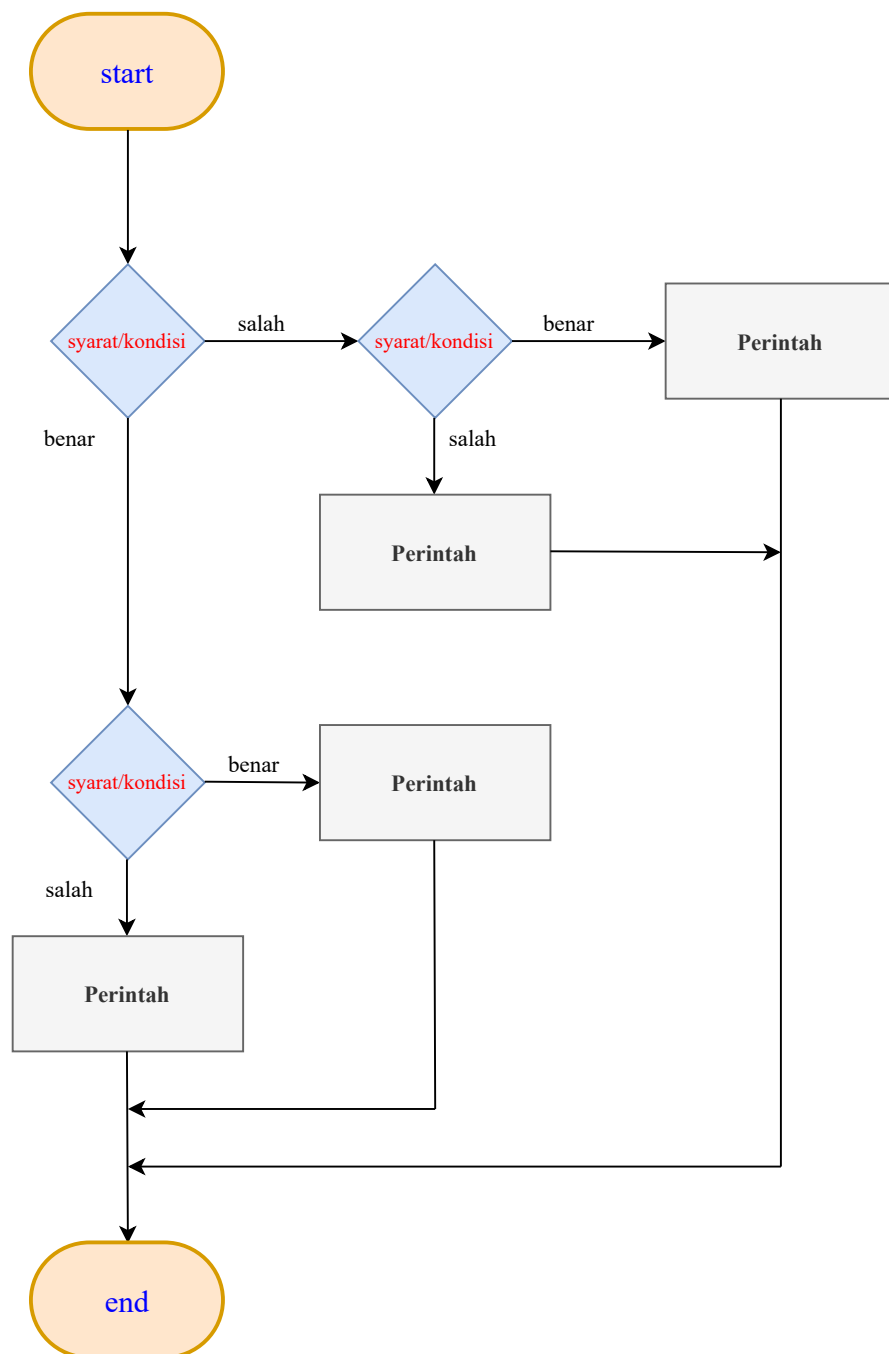 start
syarat/kondisi
salah
syarat/kondisi
benar
Perintah
benar
salah
Perintah
syarat/kondisi
benar
Perintah
salah
Perintah
end